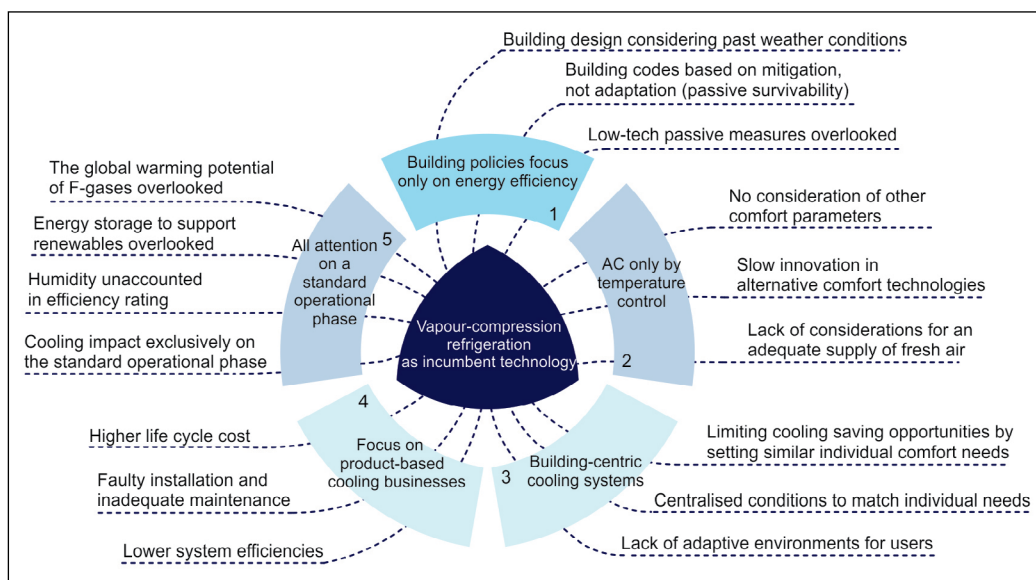 Building design considering past weather conditions
Building codes based on mitigation,
not adaptation (passive survivability)
Low-tech passive measures overlooked
Building policies focus
only on energy efficiency
1
No consideration of other
comfort parameters
AC only by
temperature
control
Slow innovation in
alternative comfort technologies
Lack of considerations for an
adequate supply of fresh air
2
Limiting cooling saving opportunities by
setting similar individual comfort needs
3
Building-centric
cooling systems
Centralised conditions to match individual needs
Lack of adaptive environments for users
4
Focus on
product-based
cooling businesses
Higher life cycle cost
Faulty installation and
inadequate maintenance
Lower system efficiencies
5
All attention
on a
standard
operational
phase
The global warming potential
of F-gases overlooked
Energy storage to support
renewables overlooked
Humidity unaccounted
in efficiency rating
Cooling impact exclusively on
the standard operational phase
Vapour-compression
refrigeration
as incumbent technology